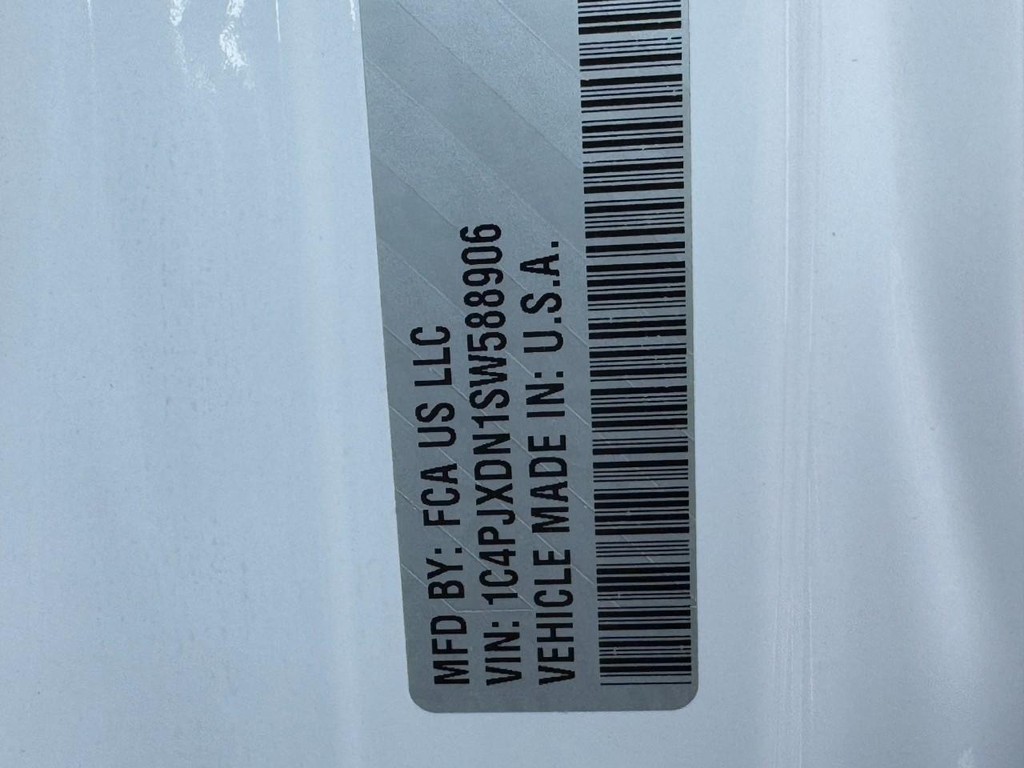 MFD BY: FCA US LLC
VIN: 1C4PJXDN1SW588906
VEHICLE MADE IN: U.S.A.